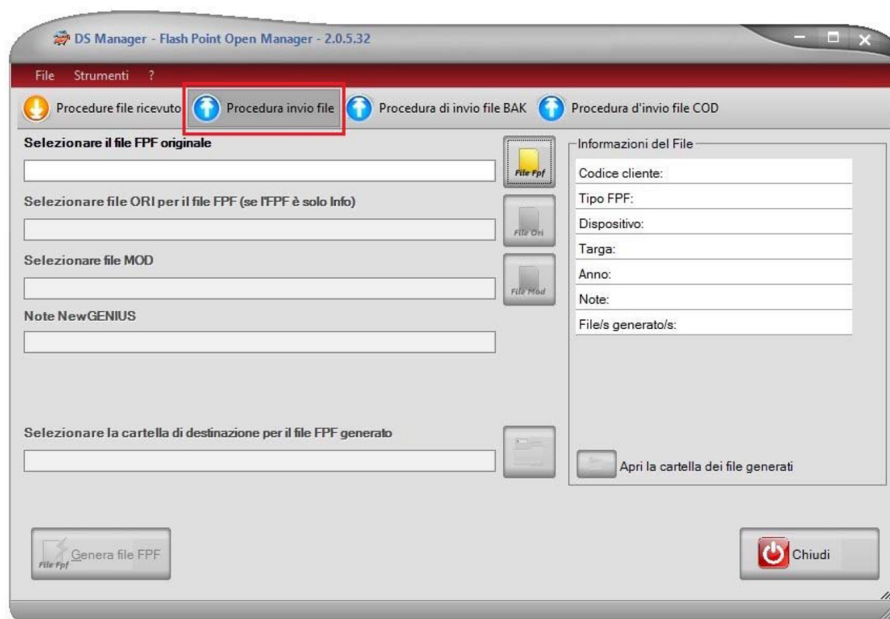 DS Manager - Flash Point Open Manager - 2.0.5.32
File Strumenti ?
Procedure file ricevuto Procedura invio file Procedura di invio file BAK Procedura d'invio file COD
Selezionare il file FPF originale
File Fpf
Selezionare file ORI per il file FPF (se l'FPF è solo Info)
File Ori
Selezionare file MOD
File Mod
Note NewGENIUS
Selezionare la cartella di destinazione per il file FPF generato
Informazioni del File
Codice cliente:
Tipo FPF:
Dispositivo:
Targa:
Anno:
Note:
File/s generato/s:
Apri la cartella dei file generati
File Fpf
Genera file FPF
Chiudi